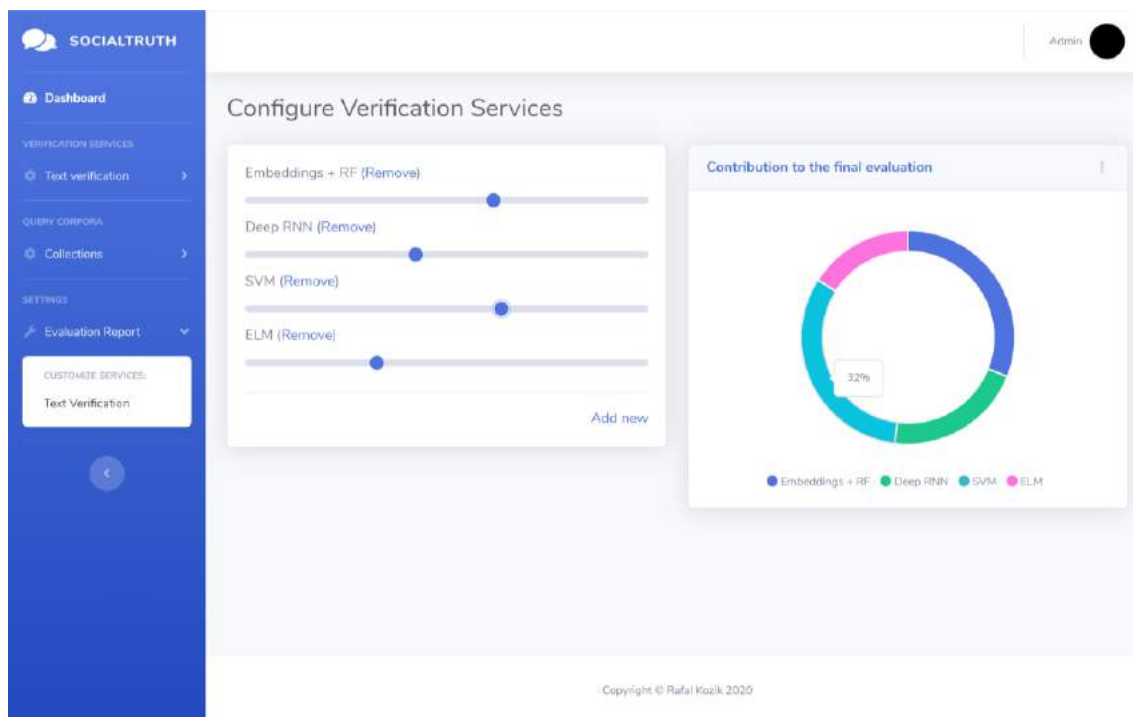 SOCIALTRUTH
Admin
Dashboard
VERIFICATION SERVICES
Text verification
QUERY CORPORA
Collections
SETTINGS
Evaluation Report
CUSTOMIZE SERVICES:
Text Verification
Configure Verification Services
Embeddings + RF (Remove)
Deep RNN (Remove)
SVM (Remove)
ELM (Remove)
Add new
Contribution to the final evaluation
32%
Embeddings + RF Deep RNN SVM ELM
Copyright © Rafal Kozik 2020